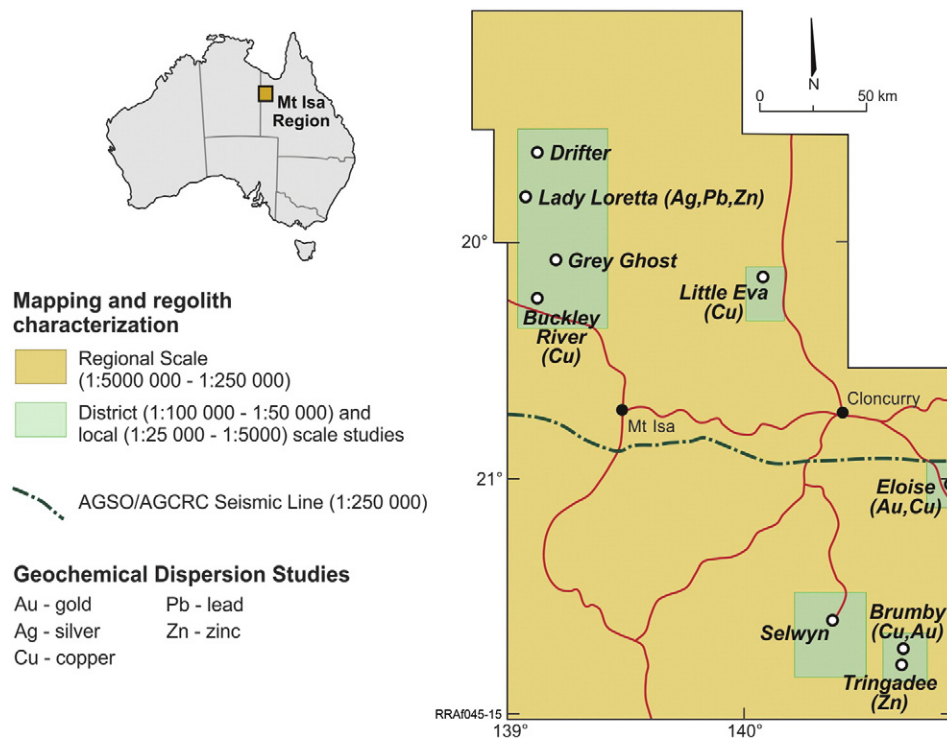 Mt Isa
Region
Mapping and regolith
characterization
Regional Scale
(1:5000 000 - 1:250 000)
District (1:100 000 - 1:50 000) and
local (1:25 000 - 1:5000) scale studies
AGSO/AGCRC Seismic Line (1:250 000)
Geochemical Dispersion Studies
Au - gold
Pb - lead
Ag - silver
Zn - zinc
Cu - copper
N
0
50 km
Drifter
Lady Loretta (Ag,Pb,Zn)
20°
Grey Ghost
Little Eva
(Cu)
Buckley
River
(Cu)
Mt Isa
Cloncurry
21°
Eloise
(Au,Cu)
Selwyn
Brumby
(Cu,Au)
Tringadee
(Zn)
RRAf045-15
139°
140°